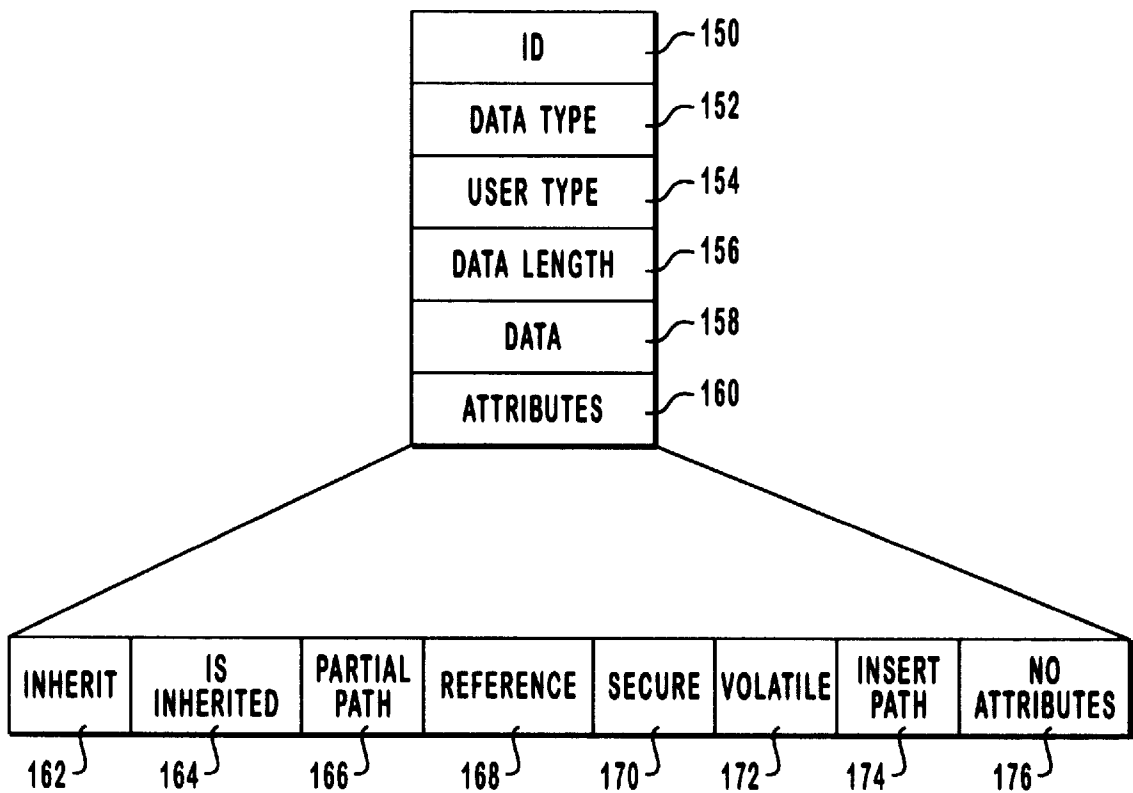 ID 150
DATA TYPE 152
USER TYPE 154
DATA LENGTH 156
DATA 158
ATTRIBUTES 160
INHERIT
IS
INHERITED
PARTIAL
PATH
REFERENCE
SECURE
VOLATILE
INSERT
PATH
NO
ATTRIBUTES
162 164 166 168 170 172 174 176